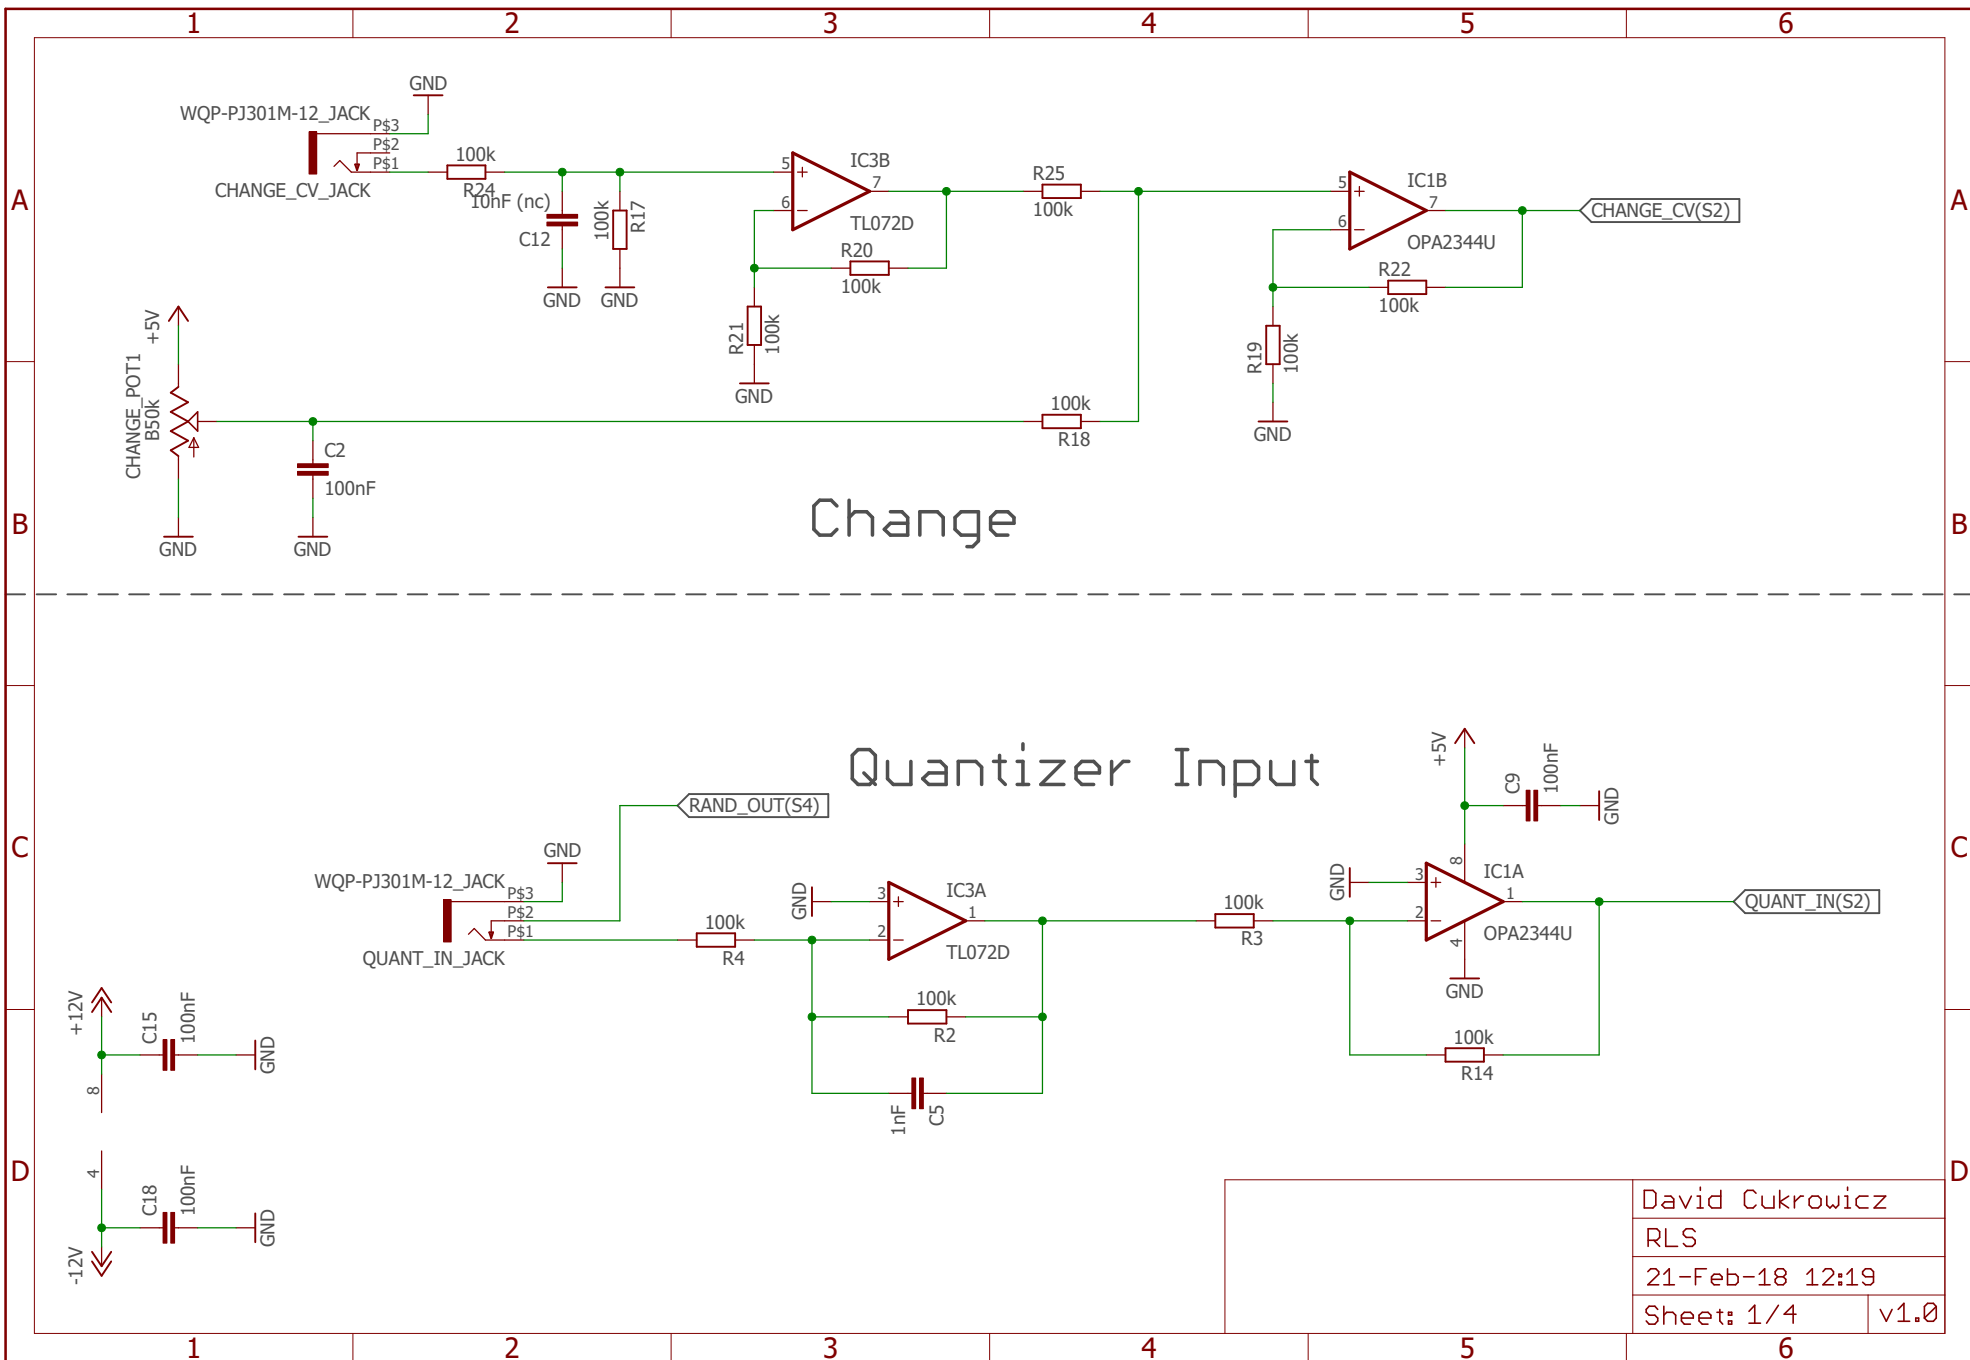 1 2 3 4 5 6
A
A
GND
WQP-PJ301M-12_JACK
P$3
P$2
P$1
CHANGE_CV_JACK
100k
R24
10nF (nc)
C12
100k
R17
GND
GND
5
6
7
IC3B
TL072D
R20
100k
R21
100k
GND
R25
100k
5
6
7
IC1B
OPA2344U
CHANGE_CV(S2)
R22
100k
R19
100k
GND
+5V
CHANGE_POT1
B50k
C2
100nF
GND
GND
100k
R18
B
B
Change
Quantizer Input
C
C
RAND_OUT(S4)
GND
WQP-PJ301M-12_JACK
P$3
P$2
P$1
QUANT_IN_JACK
100k
R4
GND
3
2
1
IC3A
TL072D
100k
R2
1nF
C5
100k
R3
+5V
C9
100nF
GND
GND
3
2
8
4
1
IC1A
OPA2344U
GND
100k
R14
QUANT_IN(S2)
+12V
C15
100nF
GND
8
4
C18
100nF
GND
-12V
D
D
David Cukrowicz
RLS
21-Feb-18 12:19
Sheet: 1/4 v1.0
1 2 3 4 5 6